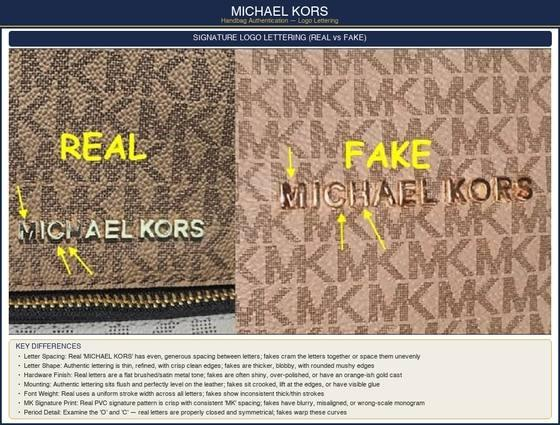 MICHAEL KORS
Handbag Authentication — Logo Lettering
SIGNATURE LOGO LETTERING (REAL vs FAKE)
REAL
FAKE
MICHAEL KORS
MICHAEL KORS
KEY DIFFERENCES
• Letter Spacing: Real 'MICHAEL KORS' has even, generous spacing between letters; fakes cram the letters together or space them unevenly
• Letter Shape: Authentic lettering is thin, refined, with crisp clean edges; fakes are thicker, blobby, with rounded mushy edges
• Hardware Finish: Real letters are a flat brushed/satin metal tone; fakes are often shiny, over-polished, or have an orange-ish gold cast
• Mounting: Authentic lettering sits flush and perfectly level on the leather; fakes sit crooked, lift at the edges, or have visible glue
• Font Weight: Real uses a uniform stroke width across all letters; fakes show inconsistent thick/thin strokes
• MK Signature Print: Real PVC signature pattern is crisp with consistent 'MK' spacing; fakes have blurry, misaligned, or wrong-scale monogram
• Period Detail: Examine the 'O' and 'C' — real letters are properly closed and symmetrical; fakes warp these curves